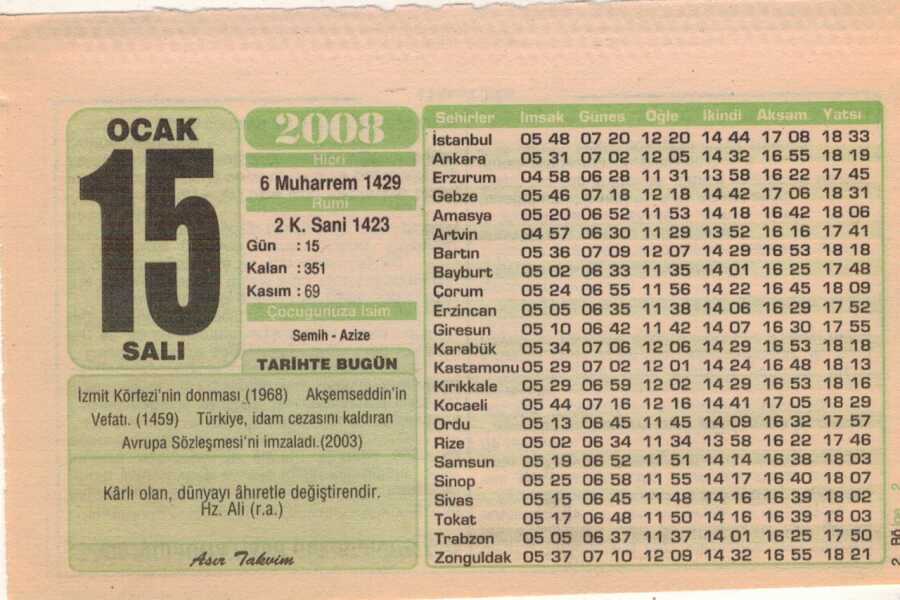 OCAK
15
SALI
2008
Hicri
6 Muharrem 1429
Rumi
2 K. Sani 1423
Gün : 15
Kalan : 351
Kasım : 69
Çocugunuza Isim
Semih - Azize
TARİHTE BUGÜN
İzmit Körfezi'nin donması (1968) Akşemseddin'in
Vefatı. (1459) Türkiye, idam cezasını kaldıran
Avrupa Sözleşmesi'ni imzaladı.(2003)
Kârlı olan, dünyayı âhıretle değiştirendir.
Hz. Ali (r.a.)
Asır Takvim
Sehirler Imsak Günes Oğle Ikindi Aksam Yatsı
İstanbul 05 48 07 20 12 20 14 44 17 08 18 33
Ankara 05 31 07 02 12 05 14 32 16 55 18 19
Erzurum 04 58 06 28 11 31 13 58 16 22 17 45
Gebze 05 46 07 18 12 18 14 42 17 06 18 31
Amasya 05 20 06 52 11 53 14 18 16 42 18 06
Artvin 04 57 06 30 11 29 13 52 16 16 17 41
Bartın 05 36 07 09 12 07 14 29 16 53 18 18
Bayburt 05 02 06 33 11 35 14 01 16 25 17 48
Çorum 05 24 06 55 11 56 14 22 16 45 18 09
Erzincan 05 05 06 35 11 38 14 06 16 29 17 52
Giresun 05 10 06 42 11 42 14 07 16 30 17 55
Karabük 05 34 07 06 12 06 14 29 16 53 18 18
Kastamonu 05 29 07 02 12 01 14 24 16 48 18 13
Kırıkkale 05 29 06 59 12 02 14 29 16 53 18 16
Kocaeli 05 44 07 16 12 16 14 41 17 05 18 29
Ordu 05 13 06 45 11 45 14 09 16 32 17 57
Rize 05 02 06 34 11 34 13 58 16 22 17 46
Samsun 05 19 06 52 11 51 14 14 16 38 18 03
Sinop 05 25 06 58 11 55 14 17 16 40 18 07
Sivas 05 15 06 45 11 48 14 16 16 39 18 02
Tokat 05 17 06 48 11 50 14 16 16 39 18 03
Trabzon 05 05 06 37 11 37 14 01 16 25 17 50
Zonguldak 05 37 07 10 12 09 14 32 16 55 18 21